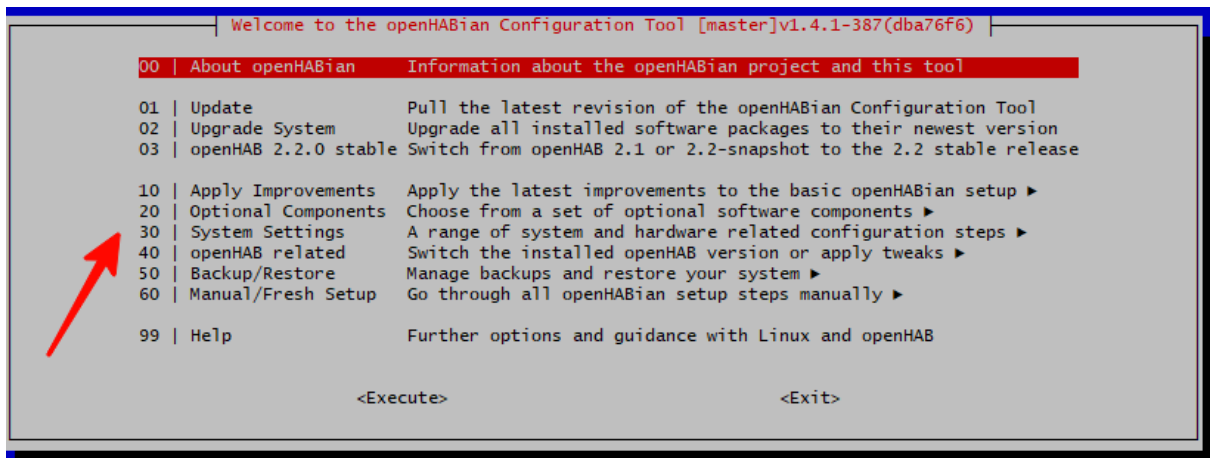 Welcome to the openHABian Configuration Tool [master]v1.4.1-387(dba76f6)
00 | About openHABian Information about the openHABian project and this tool
01 | Update Pull the latest revision of the openHABian Configuration Tool
02 | Upgrade System Upgrade all installed software packages to their newest version
03 | openHAB 2.2.0 stable Switch from openHAB 2.1 or 2.2-snapshot to the 2.2 stable release
10 | Apply Improvements Apply the latest improvements to the basic openHABian setup ►
20 | Optional Components Choose from a set of optional software components ►
30 | System Settings A range of system and hardware related configuration steps ►
40 | openHAB related Switch the installed openHAB version or apply tweaks ►
50 | Backup/Restore Manage backups and restore your system ►
60 | Manual/Fresh Setup Go through all openHABian setup steps manually ►
99 | Help Further options and guidance with Linux and openHAB
<Execute> <Exit>